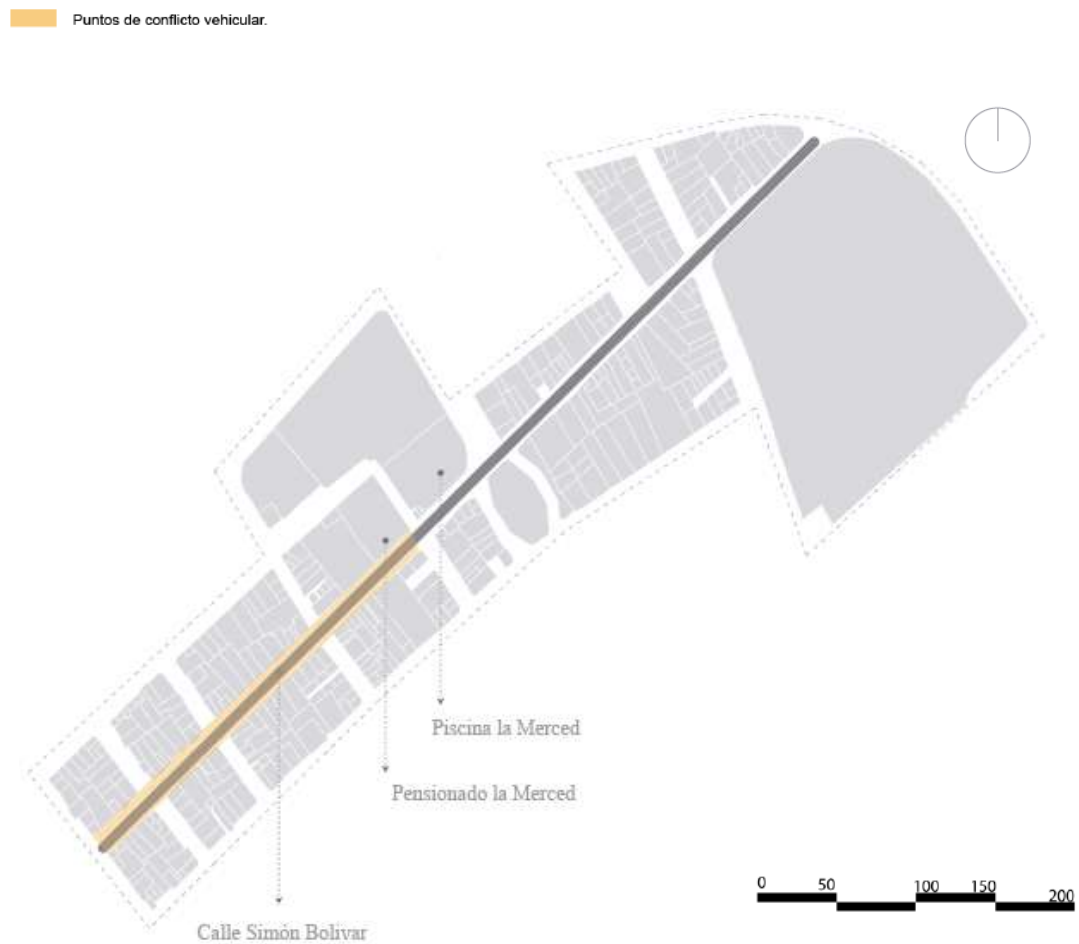 Puntos de conflicto vehicular.
Piscina la Merced
Pensionado la Merced
0 50 100 150 200
Calle Simón Bolivar